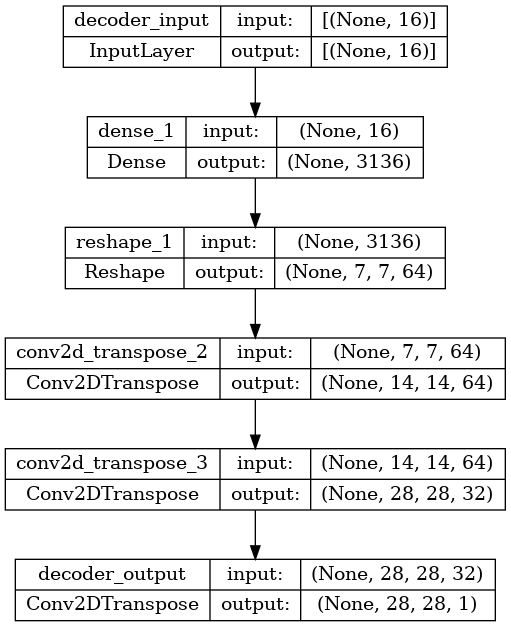 decoder_input input: [(None, 16)]
InputLayer output: [(None, 16)]
dense_1 input: (None, 16)
Dense output: (None, 3136)
reshape_1 input: (None, 3136)
Reshape output: (None, 7, 7, 64)
conv2d_transpose_2 input: (None, 7, 7, 64)
Conv2DTranspose output: (None, 14, 14, 64)
conv2d_transpose_3 input: (None, 14, 14, 64)
Conv2DTranspose output: (None, 28, 28, 32)
decoder_output input: (None, 28, 28, 32)
Conv2DTranspose output: (None, 28, 28, 1)